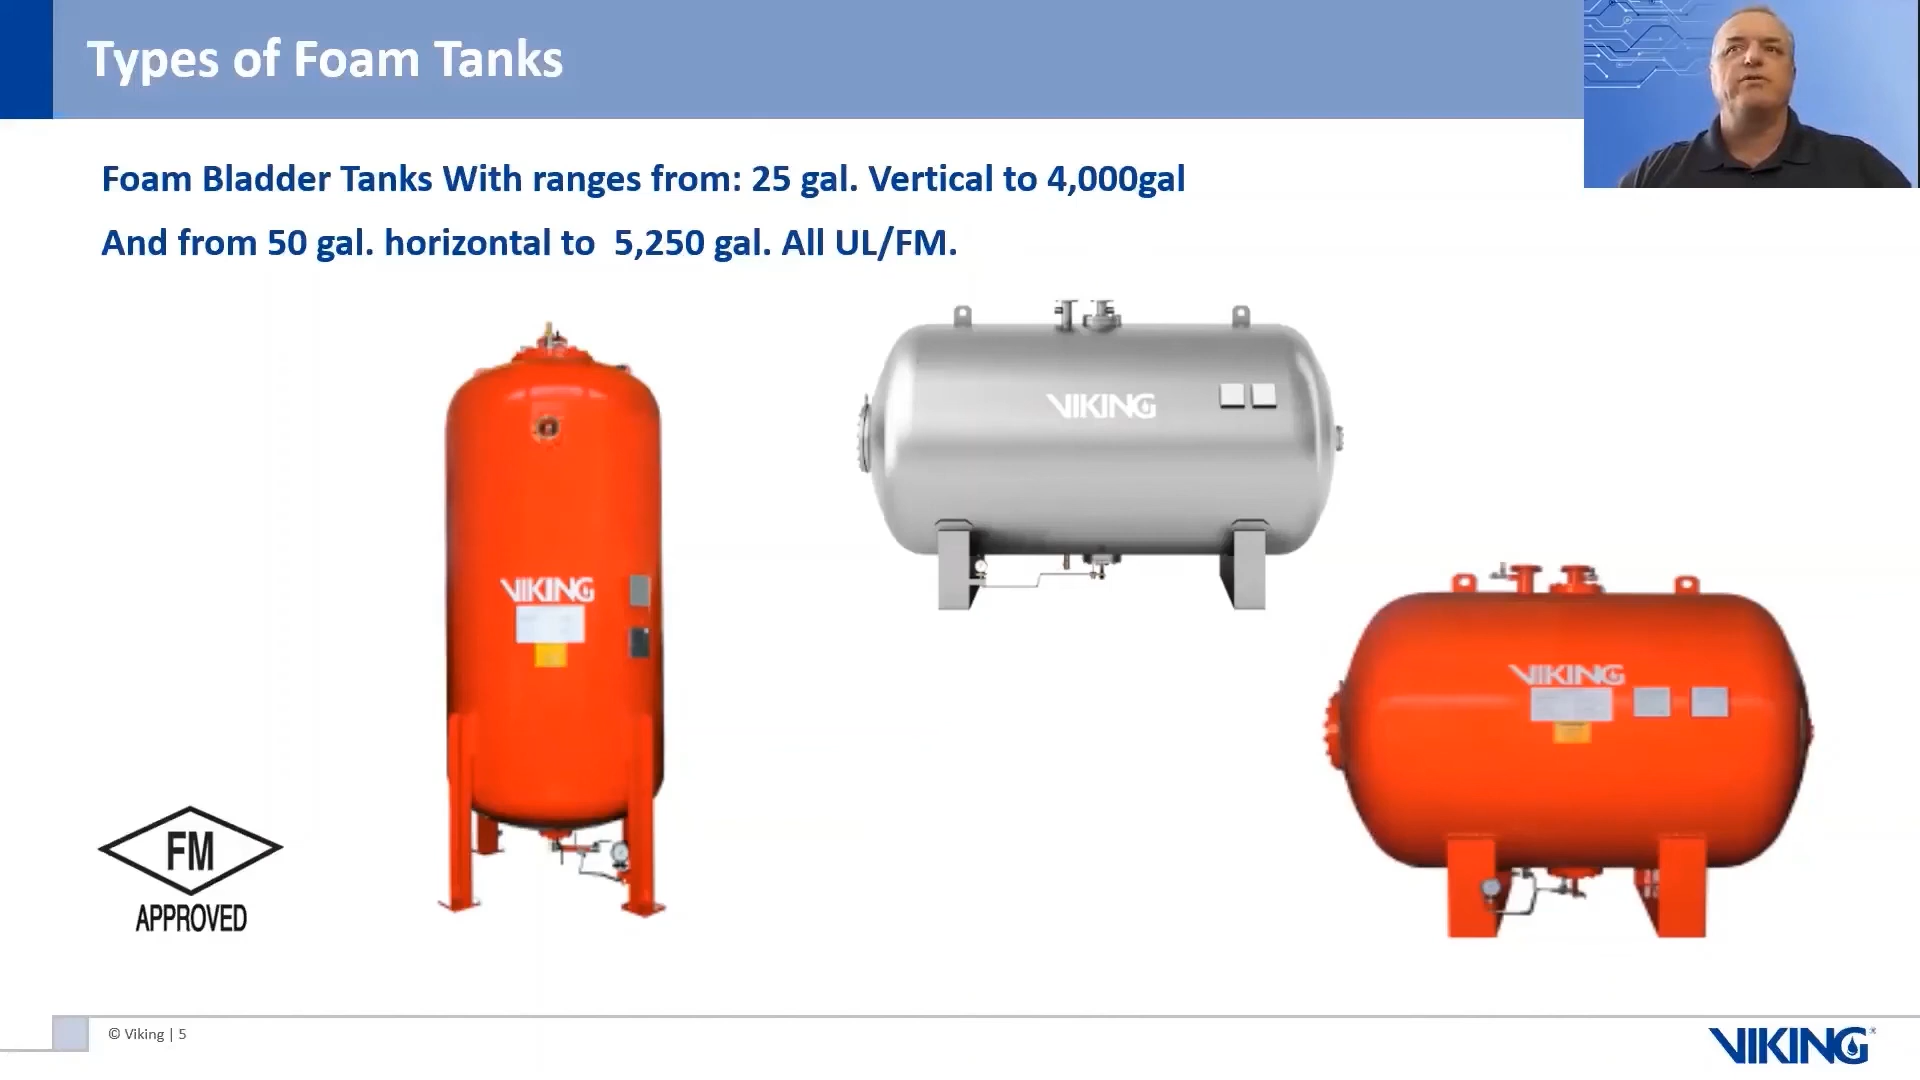 Types of Foam Tanks
Foam Bladder Tanks With ranges from: 25 gal. Vertical to 4,000gal
And from 50 gal. horizontal to 5,250 gal. All UL/FM.
VIKING
VIKING
VIKING
FM
APPROVED
© Viking | 5
VIKING®